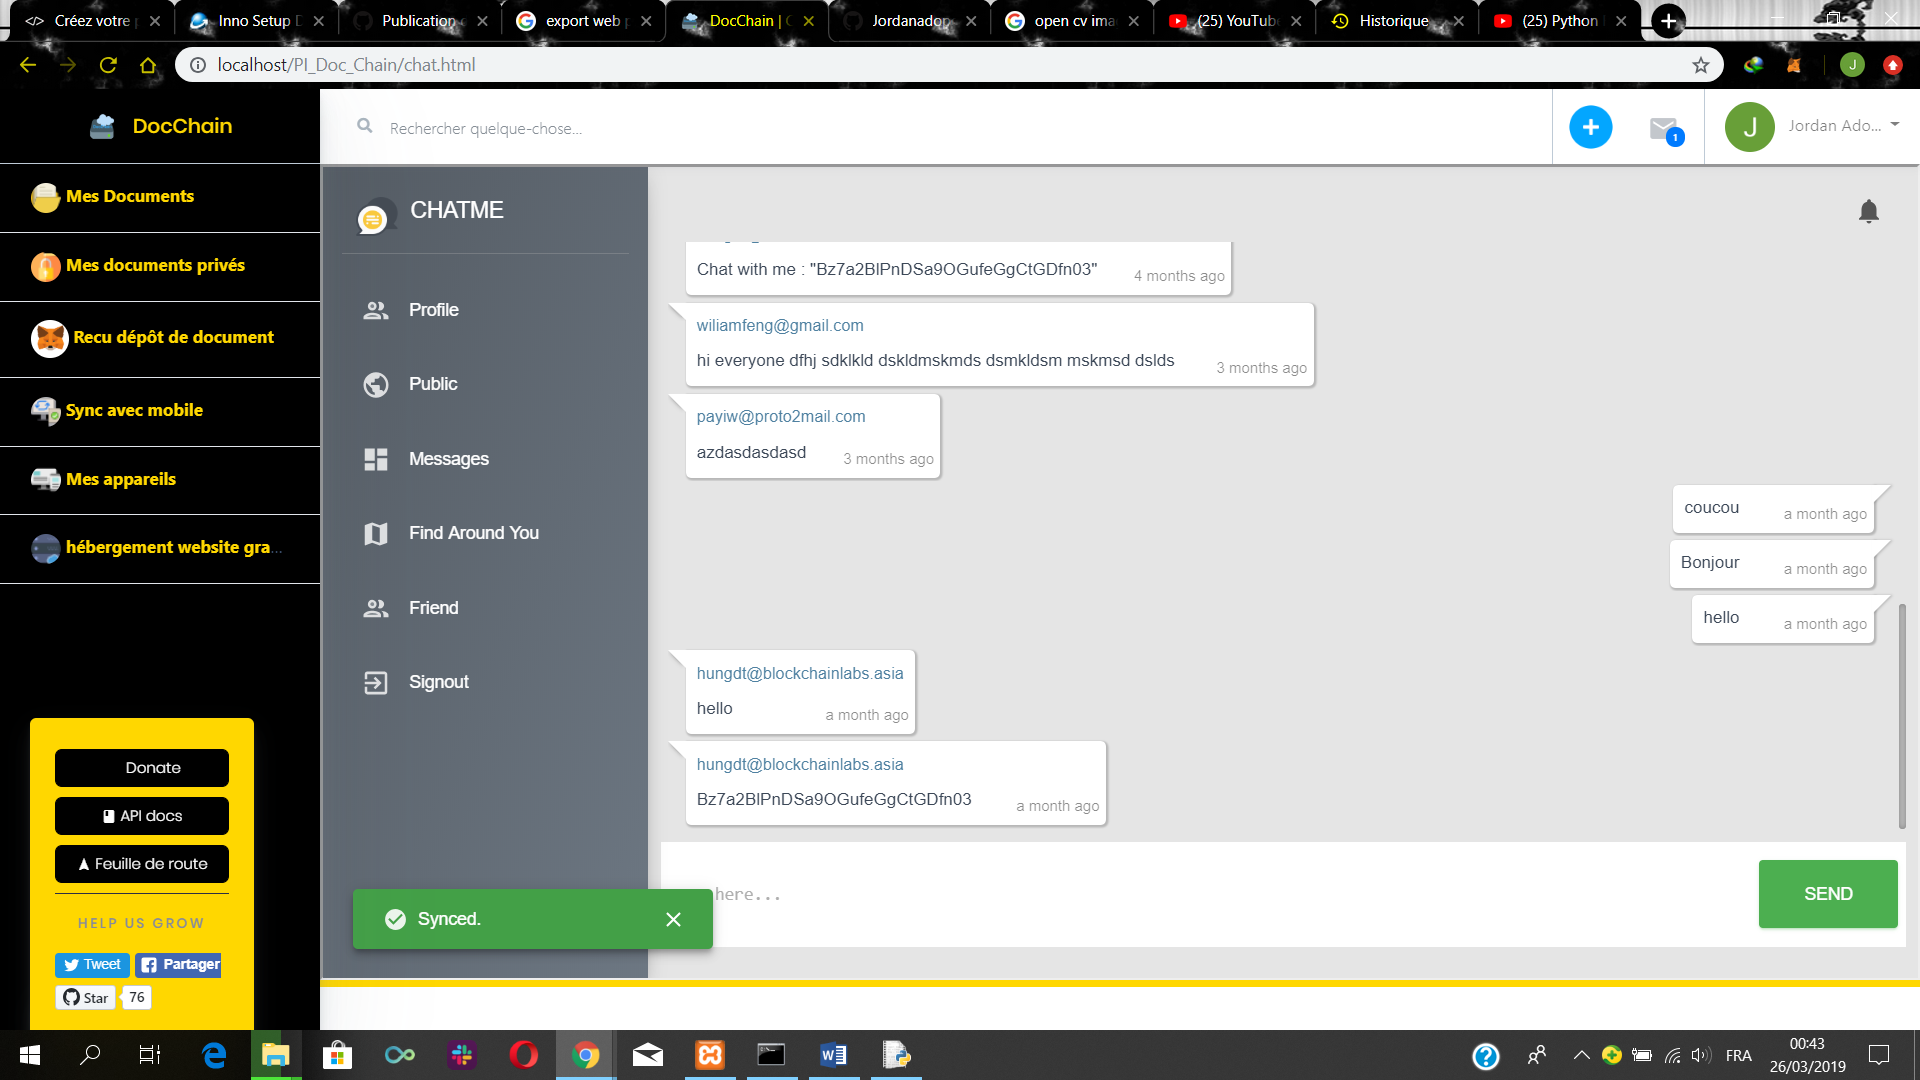 Créez votre p
Inno Setup D
Publication
export web p
DocChain | C
Jordanadop
open cv ima
(25) YouTube
Historique
(25) Python
localhost/PI_Doc_Chain/chat.html
J
DocChain
Rechercher quelque-chose...
1
J
Jordan Ado...
Mes Documents
Mes documents privés
Recu dépôt de document
Sync avec mobile
Mes appareils
hébergement website gra...
Donate
API docs
Feuille de route
HELP US GROW
Tweet
Partager
Star
76
CHATME
Profile
Public
Messages
Find Around You
Friend
Signout
Chat with me : "Bz7a2BlPnDSa9OGufeGgCtGDfn03"
4 months ago
wiliamfeng@gmail.com
hi everyone dfhj sdklkld dskldmskmds dsmkldsm mskmsd dslds
3 months ago
payiw@proto2mail.com
azdasdasdasd
3 months ago
coucou
a month ago
Bonjour
a month ago
hello
a month ago
hungdt@blockchainlabs.asia
hello
a month ago
hungdt@blockchainlabs.asia
Bz7a2BlPnDSa9OGufeGgCtGDfn03
a month ago
here...
SEND
Synced.
FRA
00:43
26/03/2019